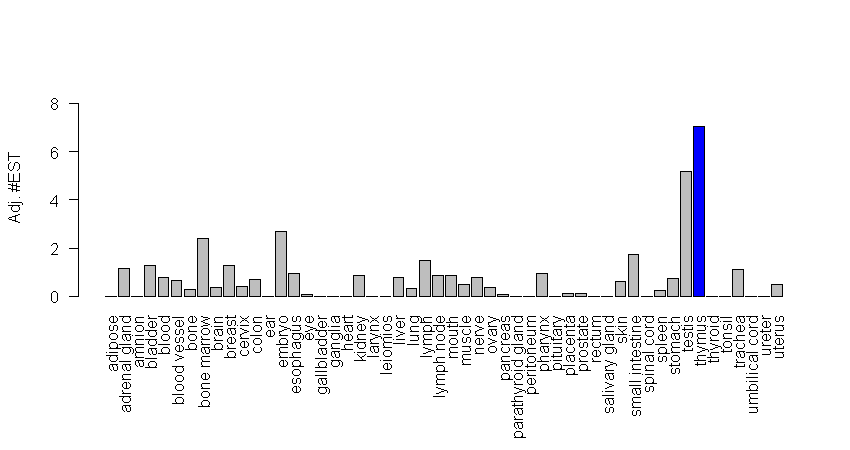 Adj. #EST
8
6
4
2
0
adipose
adrenal gland
amnion
bladder
blood
blood vessel
bone
bone marrow
brain
breast
cervix
colon
ear
embryo
esophagus
eye
gallbladder
ganglia
heart
kidney
larynx
leiomios
liver
lung
lymph
lymph node
mouth
muscle
nerve
ovary
pancreas
parathyroid gland
peritoneum
pharynx
pituitary
placenta
prostate
rectum
salivary gland
skin
small intestine
spinal cord
spleen
stomach
testis
thymus
thyroid
tonsil
trachea
umbilical cord
ureter
uterus